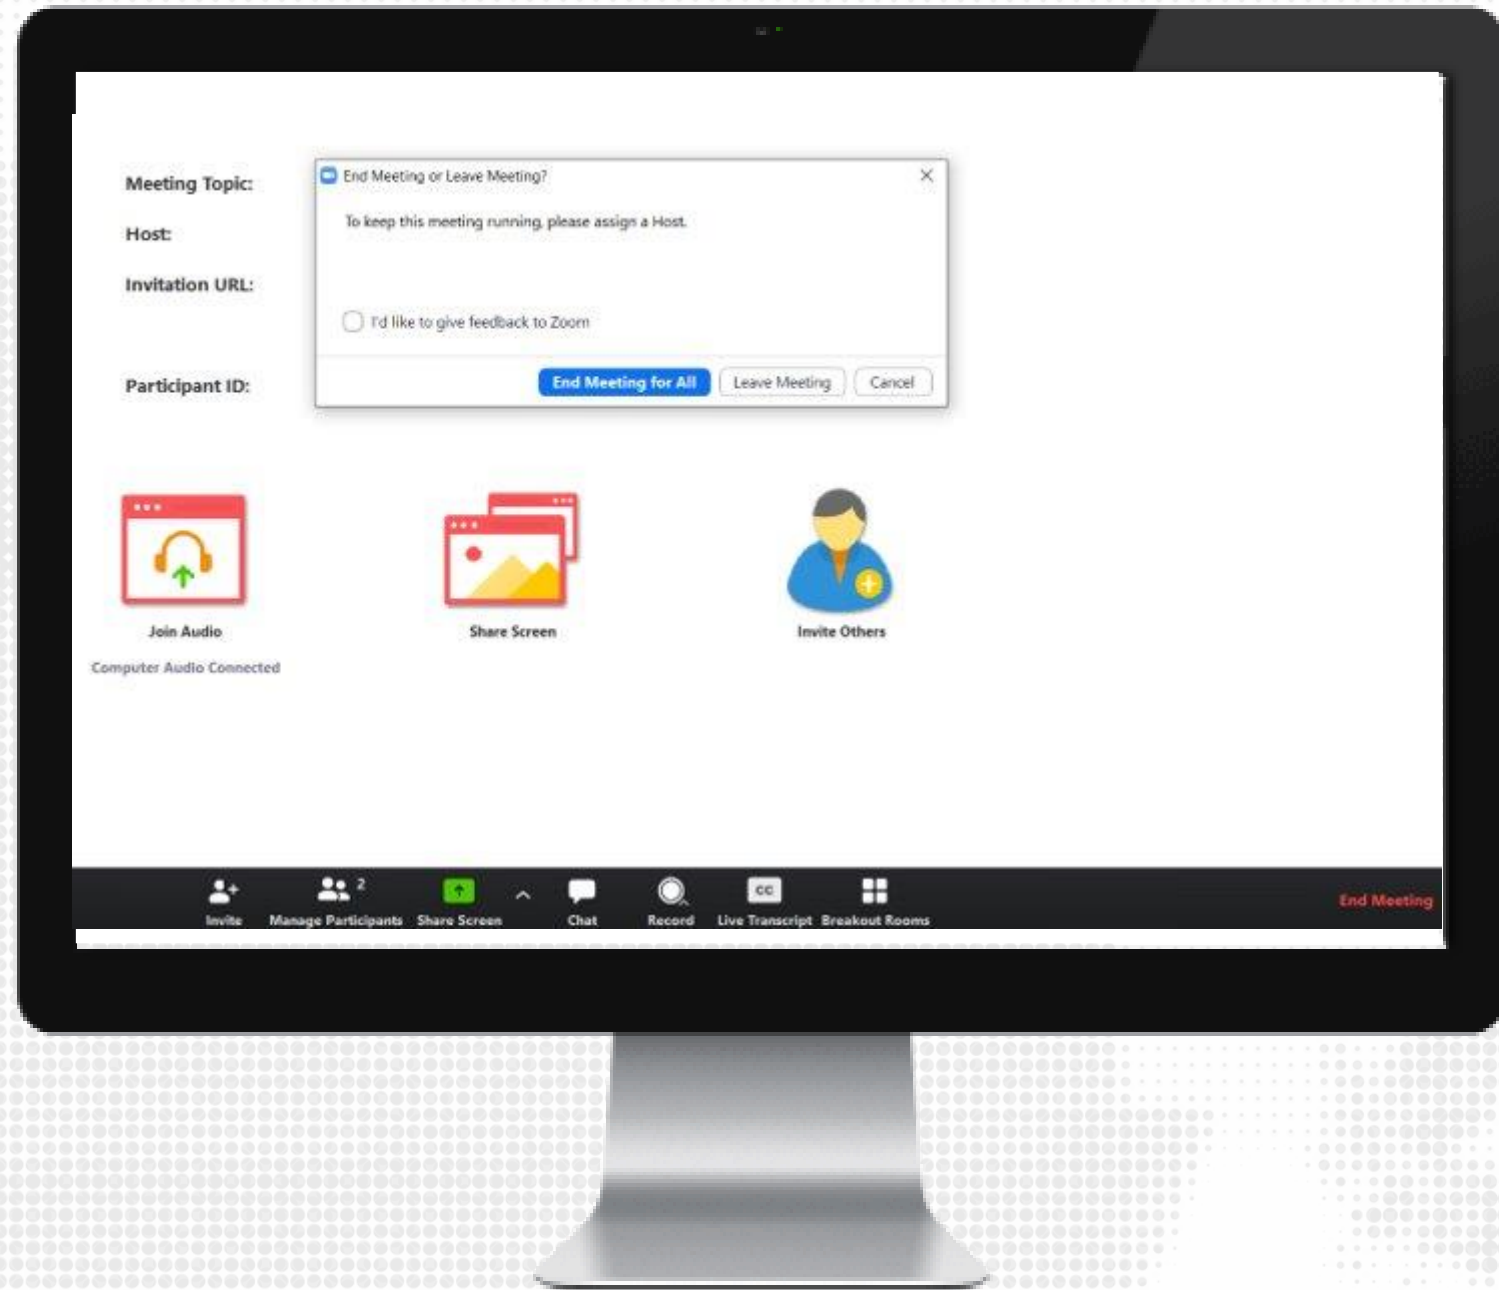 Meeting Topic:
Host:
Invitation URL:
Participant ID:
End Meeting or Leave Meeting?
To keep this meeting running, please assign a Host.
I'd like to give feedback to Zoom
End Meeting for All
Leave Meeting
Cancel
Join Audio
Share Screen
Invite Others
Computer Audio Connected
2
Invite
Manage Participants
Share Screen
Chat
Record
CC
Live Transcript
Breakout Rooms
End Meeting